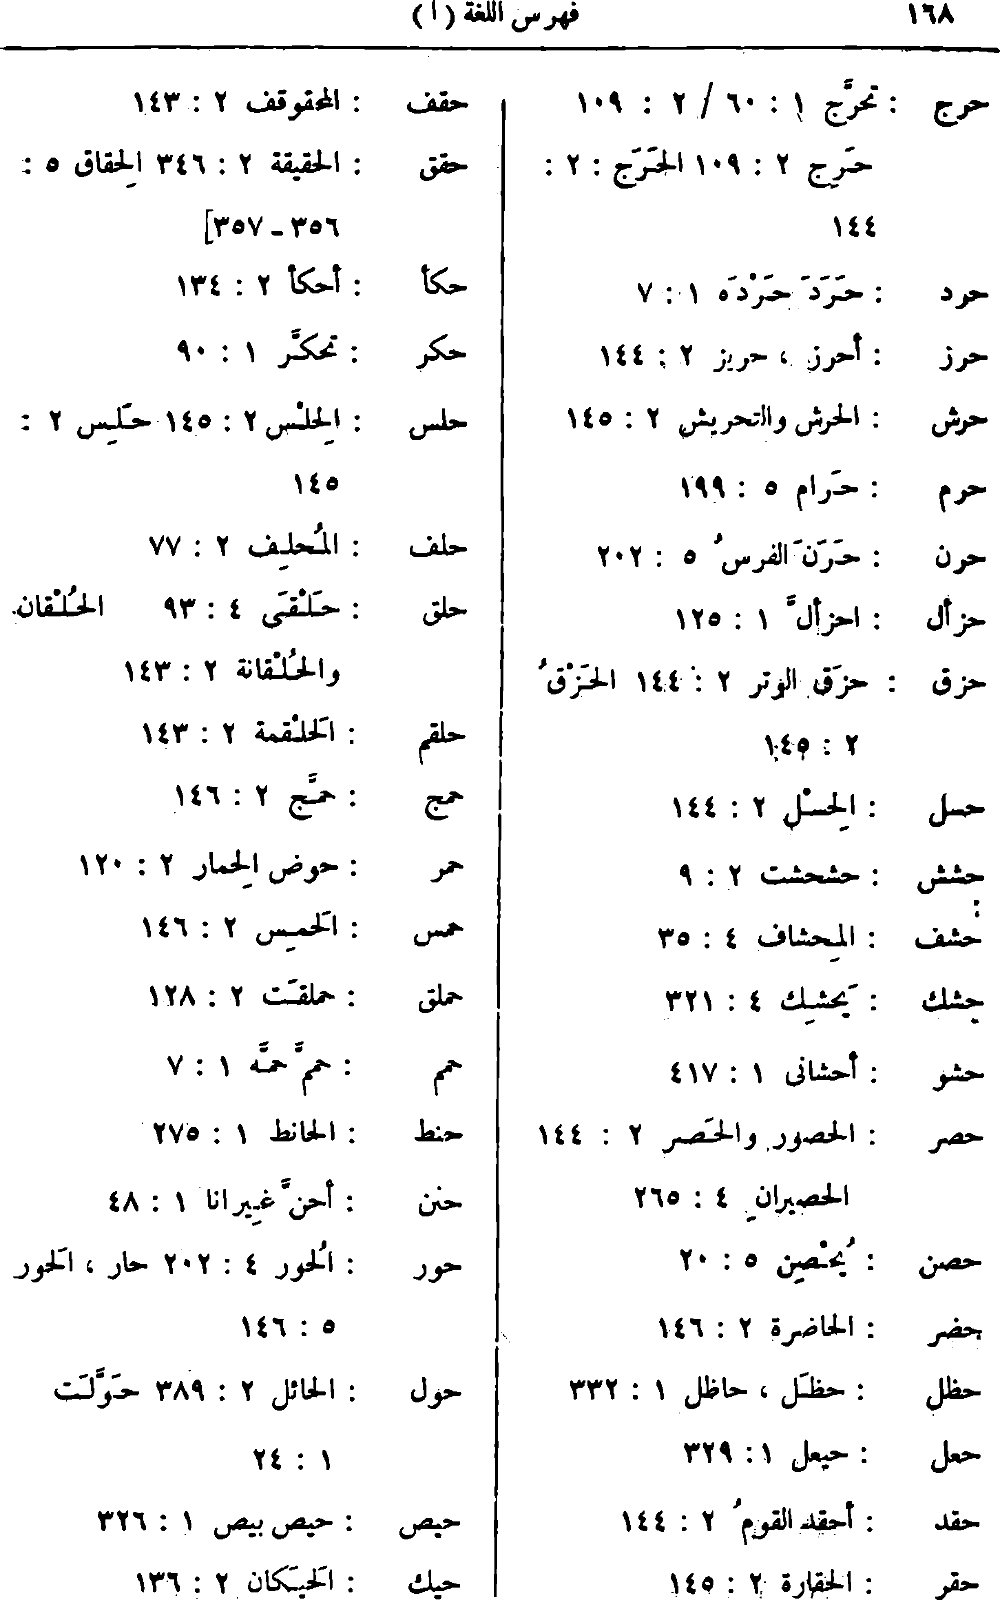 ١٦٨
فهرس اللغة (أ)
حرج : تحرَّج ١ : ٦٠ / ٢ : ١٠٩
حَرِج ٢ : ١٠٩ الحَرَج : ٢ :
١٤٤
حرد : حَرَدَ حَرْدَه ١ : ٧
حرز : أحرز ، حريز ٢ : ١٤٤
حرش : الحرش والتحريش ٢ : ١٤٥
حرم : حَرام ٥ : ١٩٩
حرن : حَرَنَ الفرسُ ٥ : ٢٠٢
حزأل : احزألَّ ١ : ١٢٥
حزق : حزَق الوتر ٢ : ١٤٤ الحَزْقُ
٢ : ١٤٥
حسل : الحِسْل ٢ : ١٤٤
حشش : حشحشت ٢ : ٩
حشف : المِحشاف ٤ : ٣٥
حشك : يَحشِك ٤ : ٣٢١
حشو : أحشانى ١ : ٤١٧
حصر : الحصور والحَصر ٢ : ١٤٤
الحصيرانِ ٤ : ٢٦٥
حصن : يُحْصِن ٥ : ٢٠
حضر : الحاضرة ٢ : ١٤٦
حظل : حظَل ، حاظل ١ : ٣٣٢
حعل : حيعل ١ : ٣٢٩
حقد : أحقد القومُ ٢ : ١٤٤
حقر : الحقارة ٢ : ١٤٥
حقف : المحقوقف ٢ : ١٤٣
حقق : الحقيقة ٢ : ٣٤٦ الحِقاق ٥ :
٣٥٦ ـ ٣٥٧]
حكأ : أحكأ ٢ : ١٣٤
حكر : تحكَّر ١ : ٩٠
حلس : الحِلْس ٢ : ١٤٥ حَلِس ٢ :
١٤٥
حلف : المُحلِف ٢ : ٧٧
حلق : حَلْقَى ٤ : ٩٣ الحُلْقان
والحُلْقانة ٢ : ١٤٣
حلقم : الحَلْقمة ٢ : ١٤٣
حمج : حمَّج ٢ : ١٤٦
حمر : حوض الحِمار ٢ : ١٢٠
حمس : الحَمِس ٢ : ١٤٦
حملق : حملقَت ٢ : ١٢٨
حمم : حمَّ حمَّه ١ : ٧
حنط : الحانط ١ : ٢٧٥
حنن : أحنَّ غِيرانا ١ : ٤٨
حور : الحُور ٤ : ٢٠٢ حار ، الحَور
٥ : ١٤٦
حول : الحائل ٢ : ٣٨٩ حَوَّلَت
١ : ٢٤
حيص : حيص بيص ١ : ٣٢٦
حيك : الحَيَكان ٢ : ١٣٦